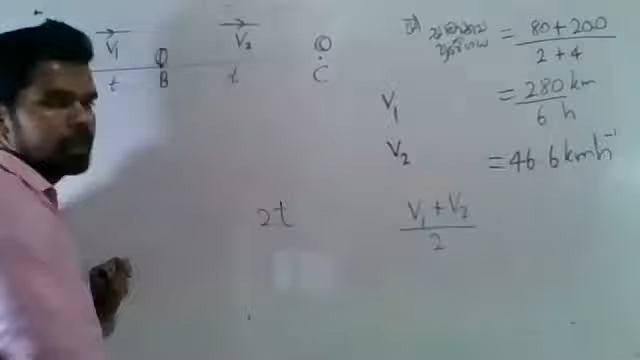 V₁ V₂
t B t C
= 80 + 200 / 2 + 4
V₁ = 280 km / 6 h
V₂ = 46 6 kmh⁻¹
2t V₁ + V₂ / 2